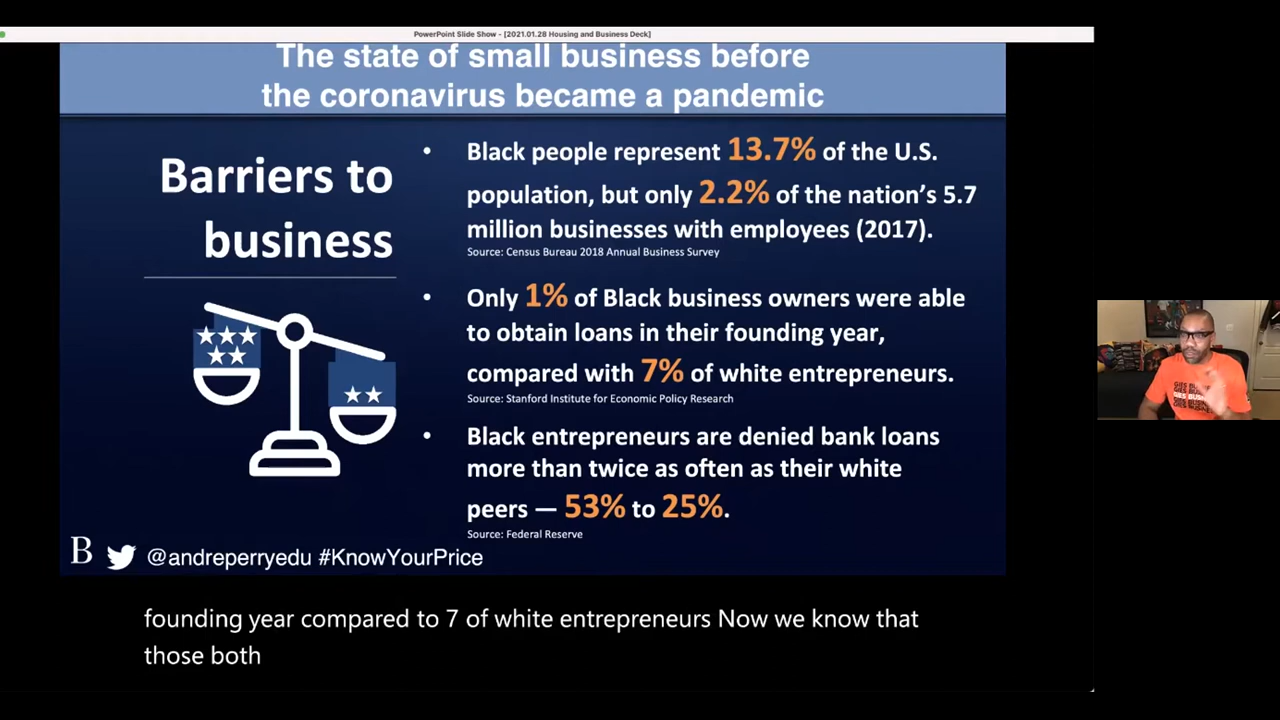 PowerPoint Slide Show - [2021.01.28 Housing and Business Deck]
The state of small business before
the coronavirus became a pandemic
Barriers to
business
• Black people represent 13.7% of the U.S.
population, but only 2.2% of the nation’s 5.7
million businesses with employees (2017).
Source: Census Bureau 2018 Annual Business Survey
• Only 1% of Black business owners were able
to obtain loans in their founding year,
compared with 7% of white entrepreneurs.
Source: Stanford Institute for Economic Policy Research
• Black entrepreneurs are denied bank loans
more than twice as often as their white
peers — 53% to 25%.
Source: Federal Reserve
B @andreperryedu #KnowYourPrice
founding year compared to 7 of white entrepreneurs Now we know that
those both